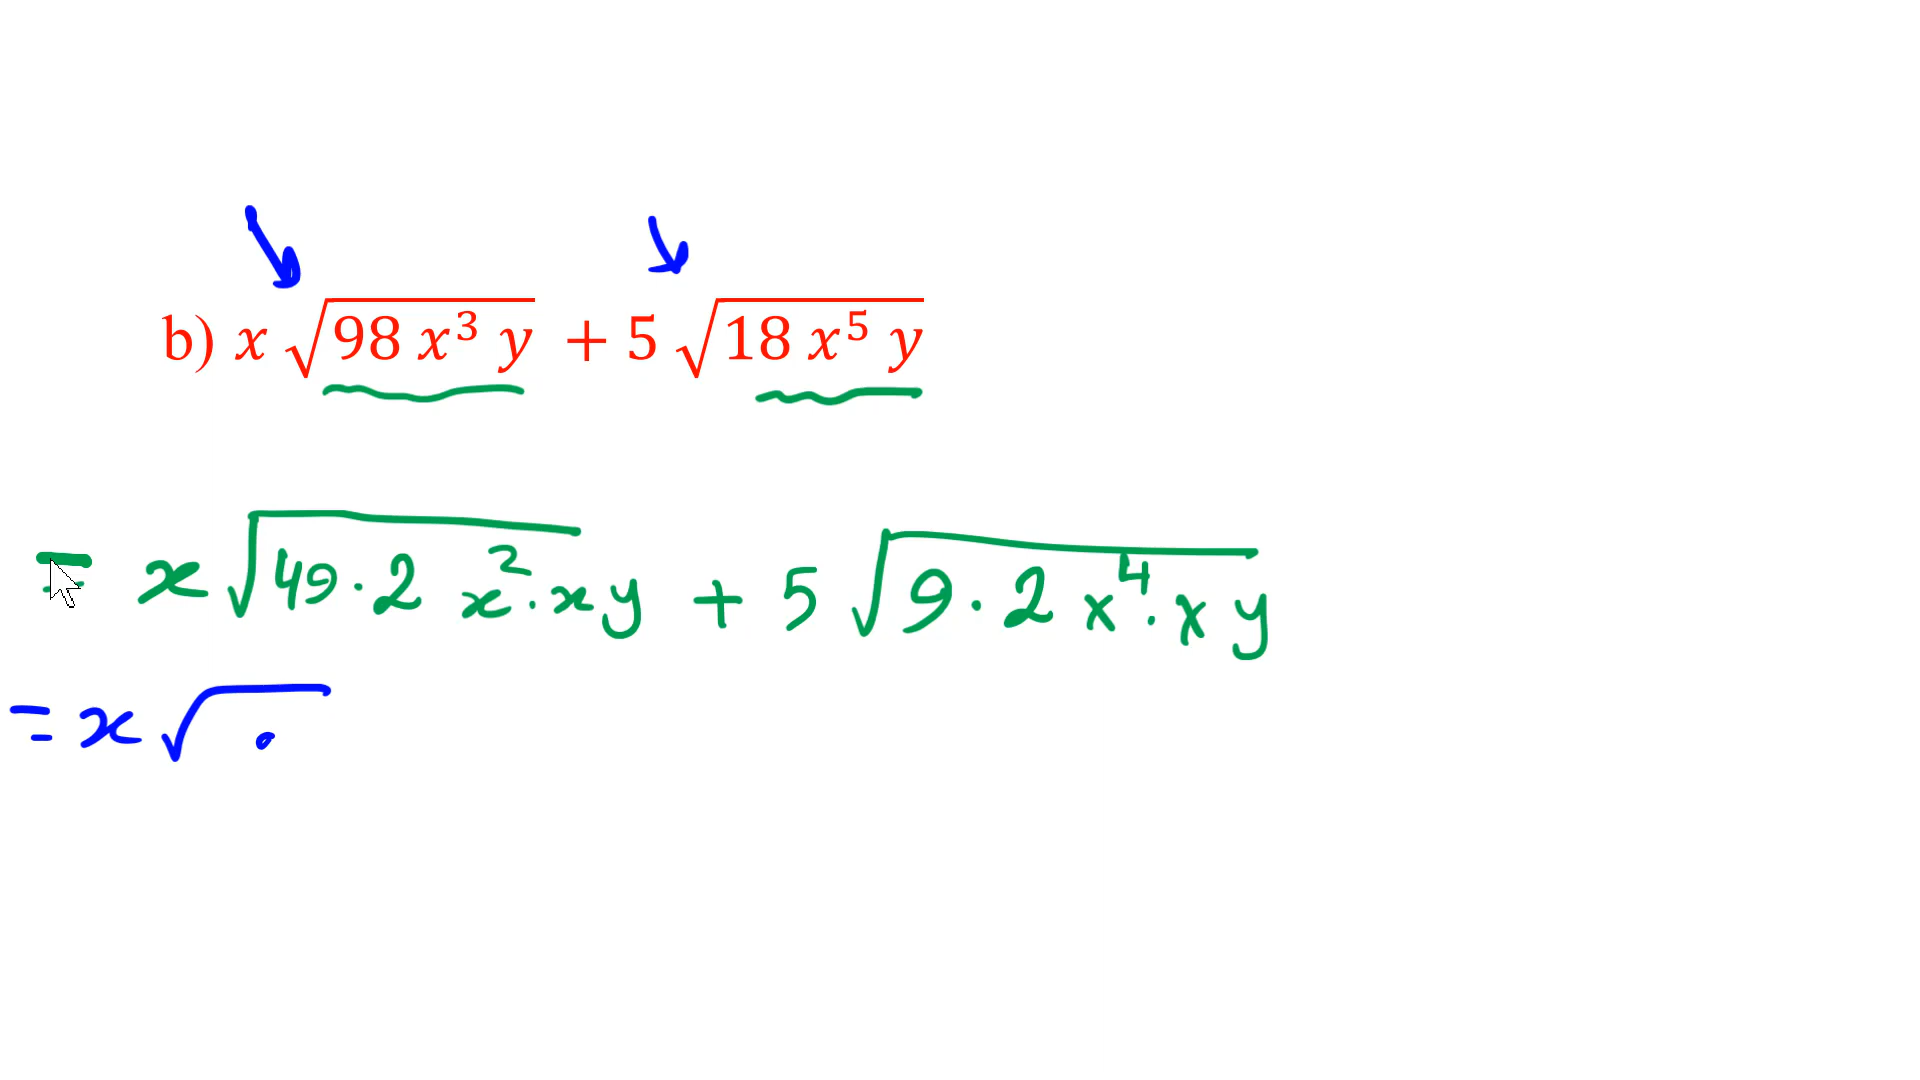 b) x √(98 x³ y) + 5 √(18 x⁵ y)
= x √(49 · 2 x² · x y) + 5 √(9 · 2 x⁴ · x y)
= x √( . )